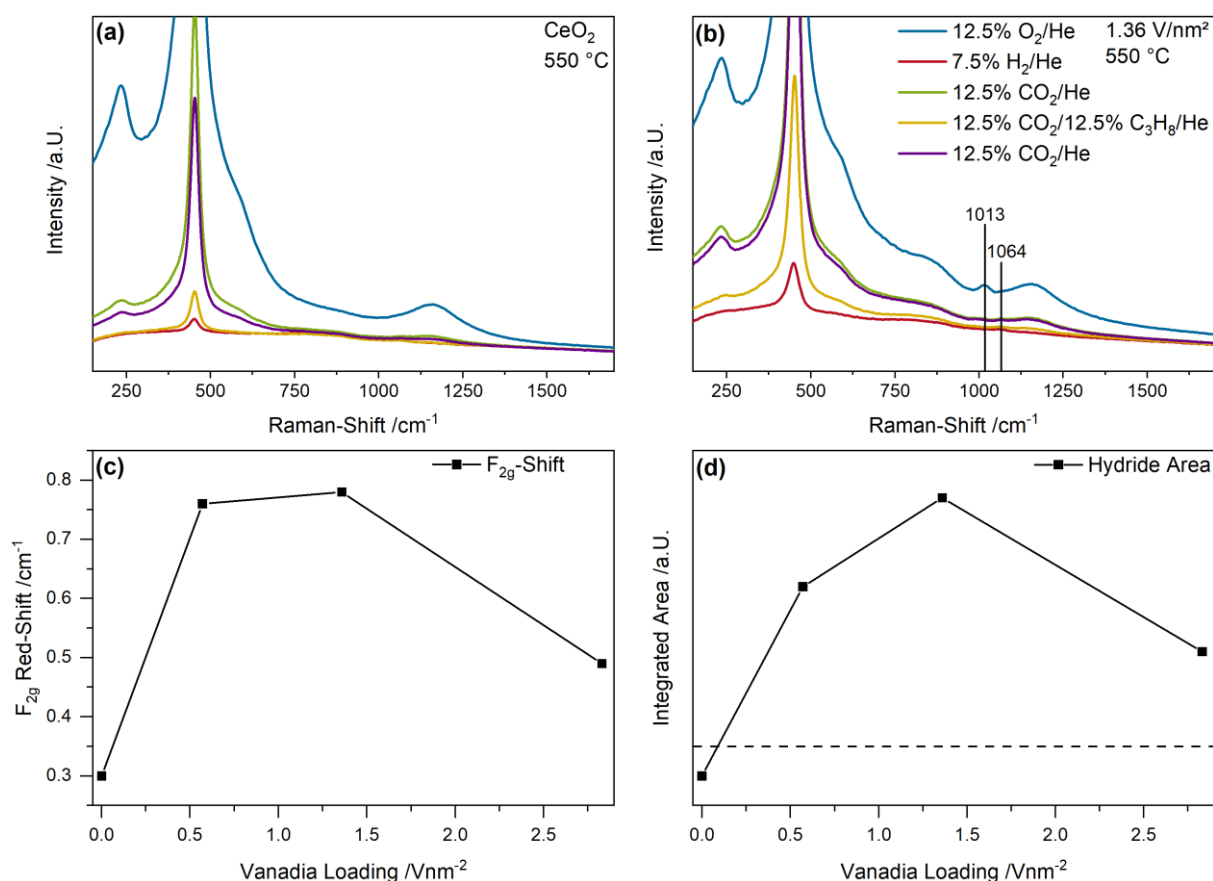 (a)
CeO₂
550 °C
Intensity /a.U.
250 500 750 1000 1250 1500
Raman-Shift /cm⁻¹
(b)
12.5% O₂/He
1.36 V/nm²
7.5% H₂/He
550 °C
12.5% CO₂/He
12.5% CO₂/12.5% C₃H₈/He
12.5% CO₂/He
1013
1064
Intensity /a.U.
250 500 750 1000 1250 1500
Raman-Shift /cm⁻¹
(c)
F₂g-Shift
0.8
0.7
0.6
0.5
0.4
0.3
F₂g Red-Shift /cm⁻¹
0.0 0.5 1.0 1.5 2.0 2.5
Vanadia Loading /Vnm⁻²
(d)
Hydride Area
Integrated Area /a.U.
0.0 0.5 1.0 1.5 2.0 2.5
Vanadia Loading /Vnm⁻²